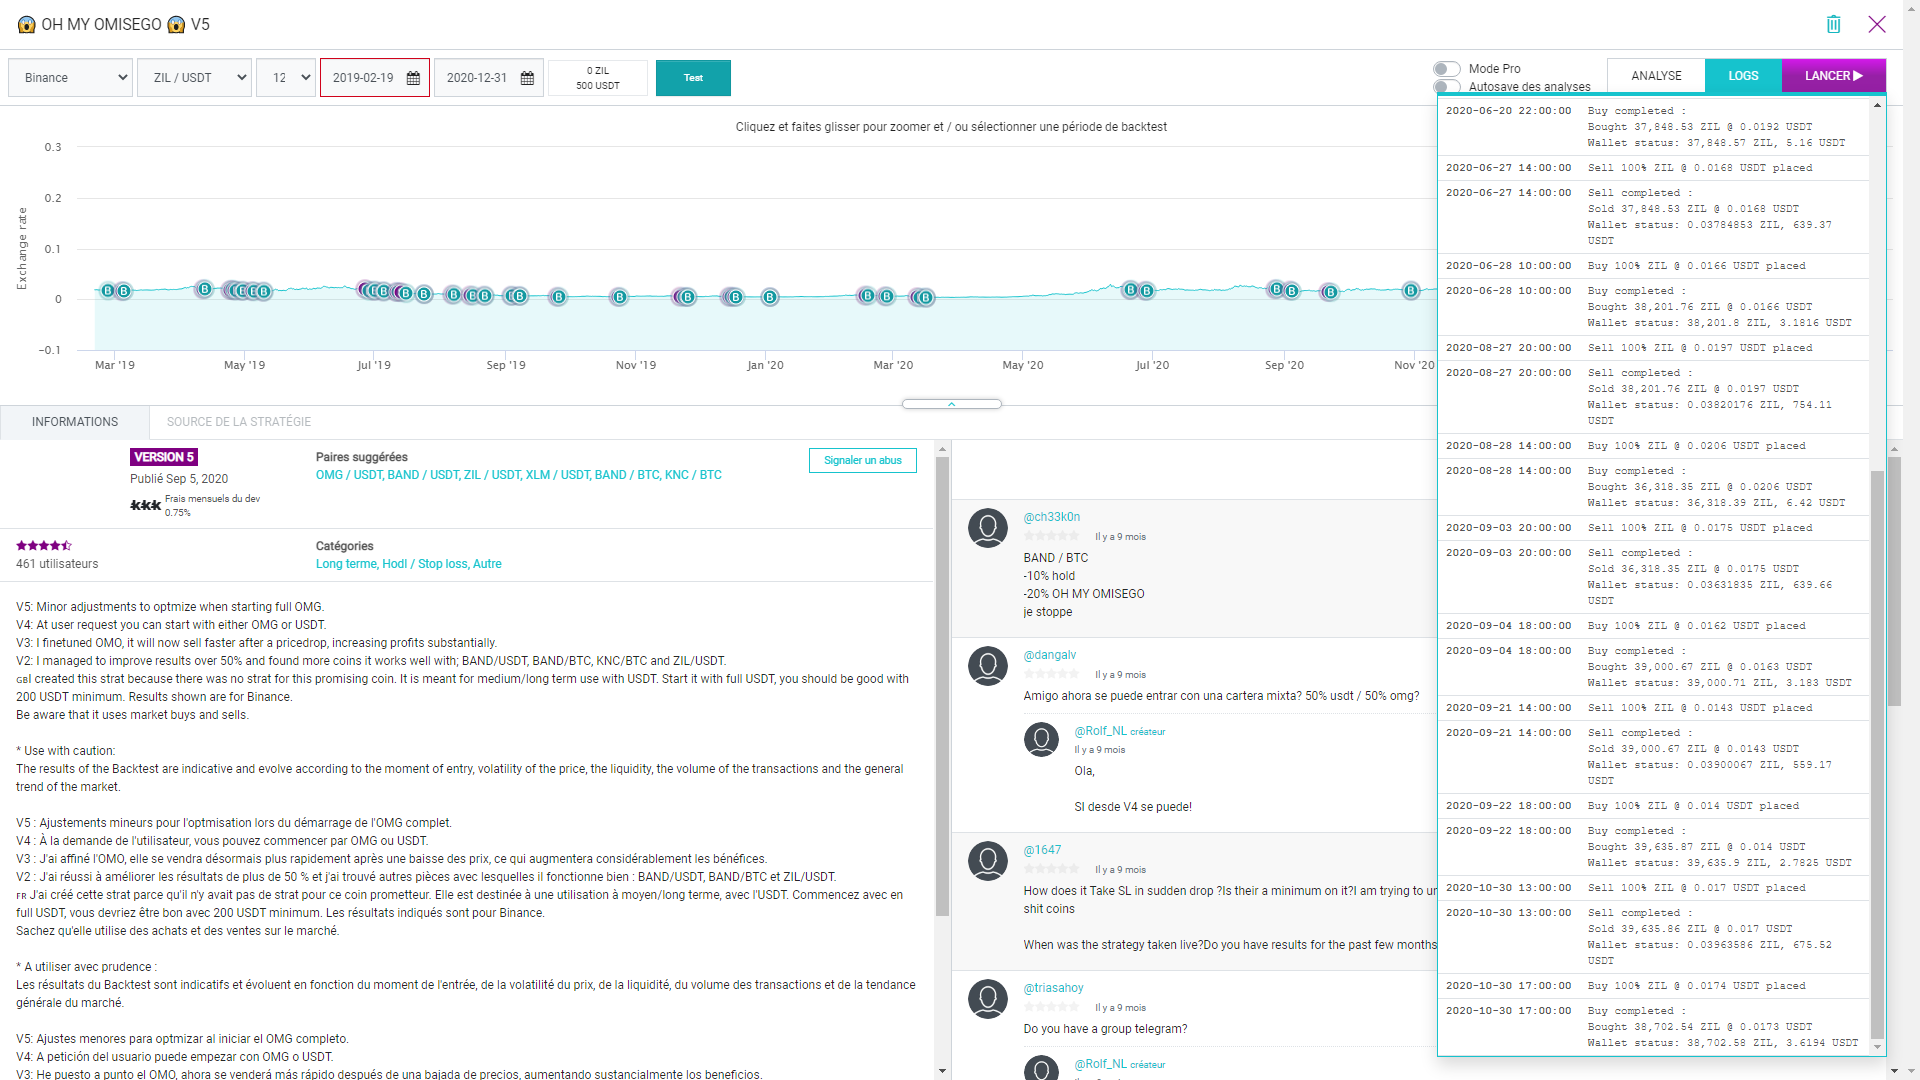 😱 OH MY OMISEGO 😱 V5
Binance
ZIL / USDT
12
2019-02-19
2020-12-31
0 ZIL
500 USDT
Test
Mode Pro
Autosave des analyses
ANALYSE
LOGS
LANCER
Cliquez et faites glisser pour zoomer et / ou sélectionner une période de backtest
Exchange rate
0.3
0.2
0.1
0
-0.1
Mar '19
May '19
Jul '19
Sep '19
Nov '19
Jan '20
Mar '20
May '20
Jul '20
Sep '20
Nov '20
2020-06-20 22:00:00 Buy completed :
Bought 37,848.53 ZIL @ 0.0192 USDT
Wallet status: 37,848.57 ZIL, 5.16 USDT
2020-06-27 14:00:00 Sell 100% ZIL @ 0.0168 USDT placed
2020-06-27 14:00:00 Sell completed :
Sold 37,848.53 ZIL @ 0.0168 USDT
Wallet status: 0.03784853 ZIL, 639.37
USDT
2020-06-28 10:00:00 Buy 100% ZIL @ 0.0166 USDT placed
2020-06-28 10:00:00 Buy completed :
Bought 38,201.76 ZIL @ 0.0166 USDT
Wallet status: 38,201.8 ZIL, 3.1816 USDT
2020-08-27 20:00:00 Sell 100% ZIL @ 0.0197 USDT placed
2020-08-27 20:00:00 Sell completed :
Sold 38,201.76 ZIL @ 0.0197 USDT
Wallet status: 0.03820176 ZIL, 754.11
USDT
2020-08-28 14:00:00 Buy 100% ZIL @ 0.0206 USDT placed
2020-08-28 14:00:00 Buy completed :
Bought 36,318.35 ZIL @ 0.0206 USDT
Wallet status: 36,318.39 ZIL, 6.42 USDT
2020-09-03 20:00:00 Sell 100% ZIL @ 0.0175 USDT placed
2020-09-03 20:00:00 Sell completed :
Sold 36,318.35 ZIL @ 0.0175 USDT
Wallet status: 0.03631835 ZIL, 639.66
USDT
2020-09-04 18:00:00 Buy 100% ZIL @ 0.0162 USDT placed
2020-09-04 18:00:00 Buy completed :
Bought 39,000.67 ZIL @ 0.0163 USDT
Wallet status: 39,000.71 ZIL, 3.183 USDT
2020-09-21 14:00:00 Sell 100% ZIL @ 0.0143 USDT placed
2020-09-21 14:00:00 Sell completed :
Sold 39,000.67 ZIL @ 0.0143 USDT
Wallet status: 0.03900067 ZIL, 559.17
USDT
2020-09-22 18:00:00 Buy 100% ZIL @ 0.014 USDT placed
2020-09-22 18:00:00 Buy completed :
Bought 39,635.87 ZIL @ 0.014 USDT
Wallet status: 39,635.9 ZIL, 2.7825 USDT
2020-10-30 13:00:00 Sell 100% ZIL @ 0.017 USDT placed
2020-10-30 13:00:00 Sell completed :
Sold 39,635.86 ZIL @ 0.017 USDT
Wallet status: 0.03963586 ZIL, 675.52
USDT
2020-10-30 17:00:00 Buy 100% ZIL @ 0.0174 USDT placed
2020-10-30 17:00:00 Buy completed :
Bought 38,702.54 ZIL @ 0.0173 USDT
Wallet status: 38,702.58 ZIL, 3.6194 USDT
INFORMATIONS
SOURCE DE LA STRATÉGIE
VERSION 5
Publié Sep 5, 2020
Frais mensuels du dev
0.75%
Paires suggérées
OMG / USDT, BAND / USDT, ZIL / USDT, XLM / USDT, BAND / BTC, KNC / BTC
Signaler un abus
461 utilisateurs
Catégories
Long terme, Hodl / Stop loss, Autre
V5: Minor adjustments to optmize when starting full OMG.
V4: At user request you can start with either OMG or USDT.
V3: I finetuned OMO, it will now sell faster after a pricedrop, increasing profits substantially.
V2: I managed to improve results over 50% and found more coins it works well with; BAND/USDT, BAND/BTC, KNC/BTC and ZIL/USDT.
GBI created this strat because there was no strat for this promising coin. It is meant for medium/long term use with USDT. Start it with full USDT, you should be good with
200 USDT minimum. Results shown are for Binance.
Be aware that it uses market buys and sells.
* Use with caution:
The results of the Backtest are indicative and evolve according to the moment of entry, volatility of the price, the liquidity, the volume of the transactions and the general
trend of the market.
V5 : Ajustements mineurs pour l'optmisation lors du démarrage de l'OMG complet.
V4 : À la demande de l'utilisateur, vous pouvez commencer par OMG ou USDT.
V3 : J'ai affiné l'OMO, elle se vendra désormais plus rapidement après une baisse des prix, ce qui augmentera considérablement les bénéfices.
V2 : J'ai réussi à améliorer les résultats de plus de 50 % et j'ai trouvé autres pièces avec lesquelles il fonctionne bien : BAND/USDT, BAND/BTC et ZIL/USDT.
FR J'ai créé cette strat parce qu'il n'y avait pas de strat pour ce coin prometteur. Elle est destinée à une utilisation à moyen/long terme, avec l'USDT. Commencez avec en
full USDT, vous devriez être bon avec 200 USDT minimum. Les résultats indiqués sont pour Binance.
Sachez qu'elle utilise des achats et des ventes sur le marché.
* A utiliser avec prudence :
Les résultats du Backtest sont indicatifs et évoluent en fonction du moment de l'entrée, de la volatilité du prix, de la liquidité, du volume des transactions et de la tendance
générale du marché.
V5: Ajustes menores para optmizar al iniciar el OMG completo.
V4: A petición del usuario puede empezar con OMG o USDT.
V3: He puesto a punto el OMO, ahora se venderá más rápido después de una bajada de precios, aumentando sustancialmente los beneficios.
@ch33k0n
Il y a 9 mois
BAND / BTC
-10% hold
-20% OH MY OMISEGO
je stoppe
@dangalv
Il y a 9 mois
Amigo ahora se puede entrar con una cartera mixta? 50% usdt / 50% omg?
@Rolf_NL créateur
Il y a 9 mois
Ola,
SI desde V4 se puede!
@1647
Il y a 9 mois
How does it Take SL in sudden drop ?Is their a minimum on it?I am trying to
shit coins
When was the strategy taken live?Do you have results for the past few months
@triasahoy
Il y a 9 mois
Do you have a group telegram?
@Rolf_NL créateur